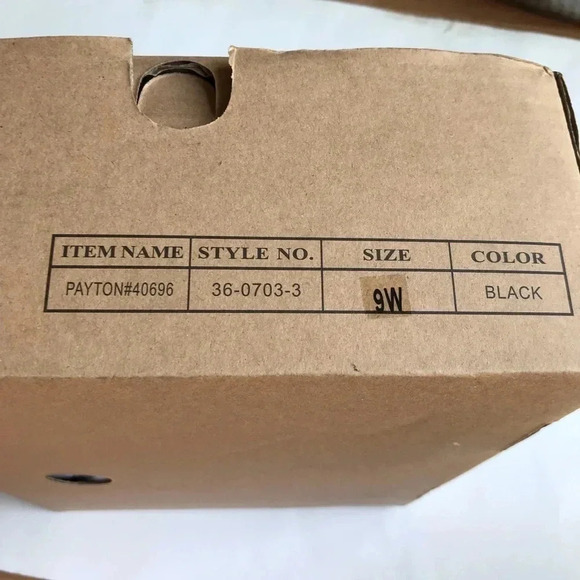 ITEM NAME STYLE NO. SIZE COLOR
PAYTON#40696 36-0703-3 9W BLACK